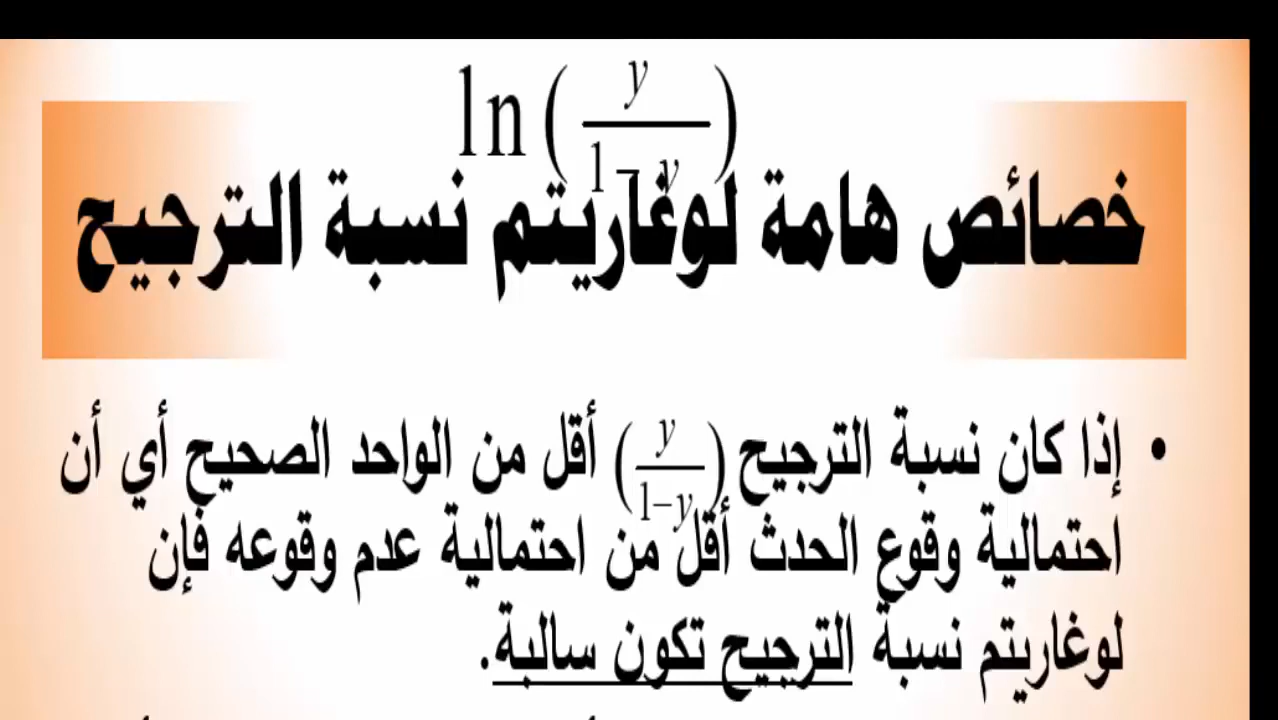 ln(y/1-y)
خصائص هامة لوغاريتم نسبة الترجيح
• إذا كان نسبة الترجيح (y/1-y) أقل من الواحد الصحيح أي أن
احتمالية وقوع الحدث أقل من احتمالية عدم وقوعه فإن
لوغاريتم نسبة الترجيح تكون سالبة.